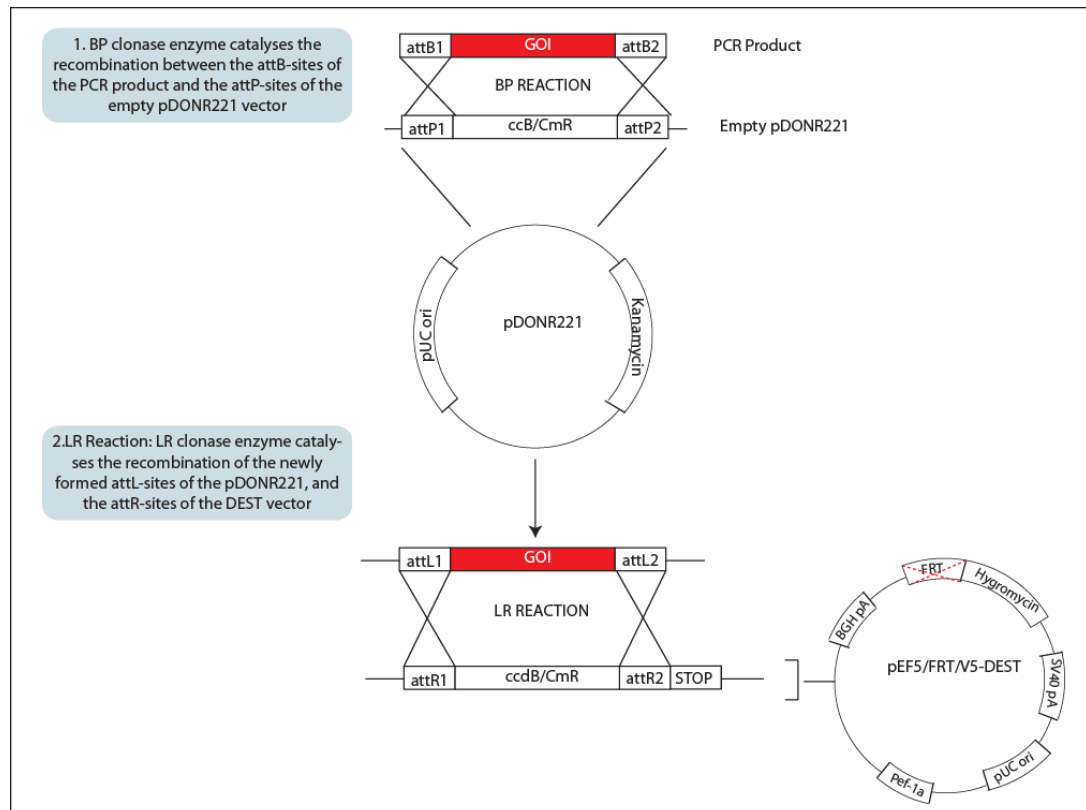 1. BP clonase enzyme catalyses the
recombination between the attB-sites of
the PCR product and the attP-sites of the
empty pDONR221 vector
attB1 GOI attB2 PCR Product
BP REACTION
attP1 ccB/CmR attP2 Empty pDONR221
pUC ori
pDONR221
Kanamycin
2.LR Reaction: LR clonase enzyme cataly-
ses the recombination of the newly
formed attL-sites of the pDONR221, and
the attR-sites of the DEST vector
attL1 GOI attL2
LR REACTION
attR1 ccdB/CmR attR2 STOP
FRT
Hygromycin
BGH pA
pEF5/FRT/V5-DEST
SV40 pA
pUC ori
Pef-1a